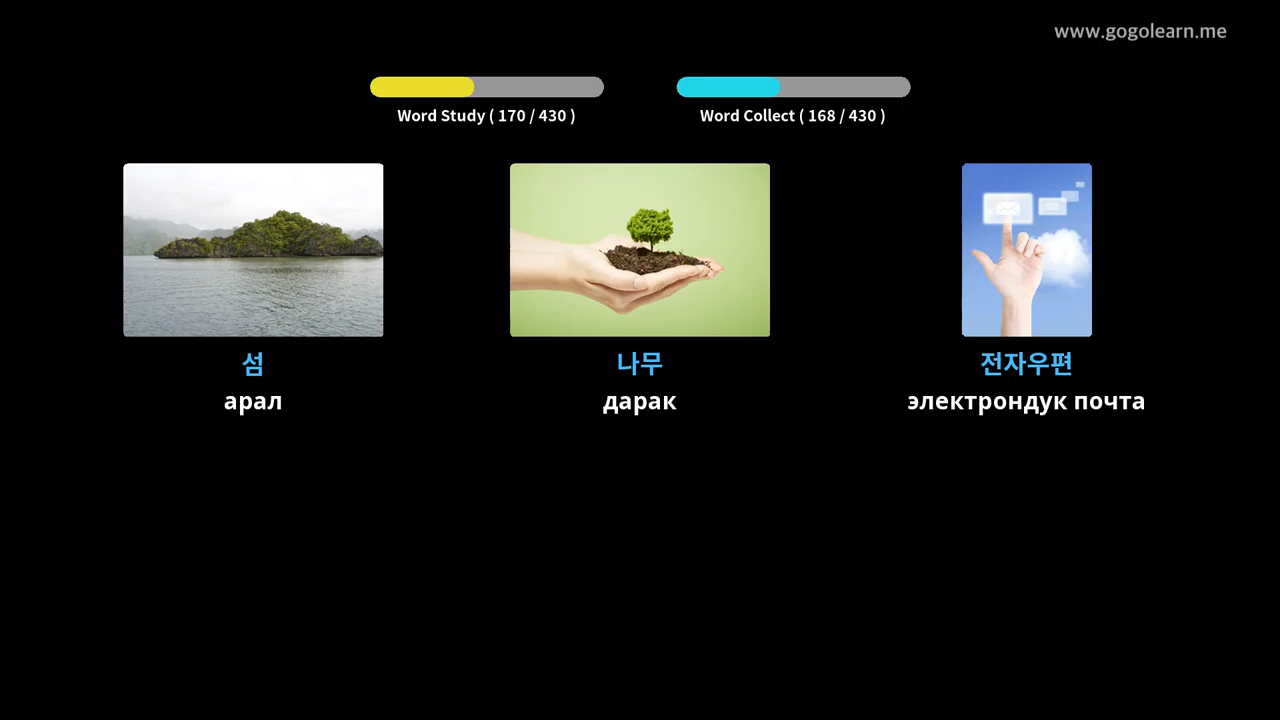 www.gogolearn.me
Word Study ( 170 / 430 )
Word Collect ( 168 / 430 )
섬
арал
나무
дарак
전자우편
электрондук почта